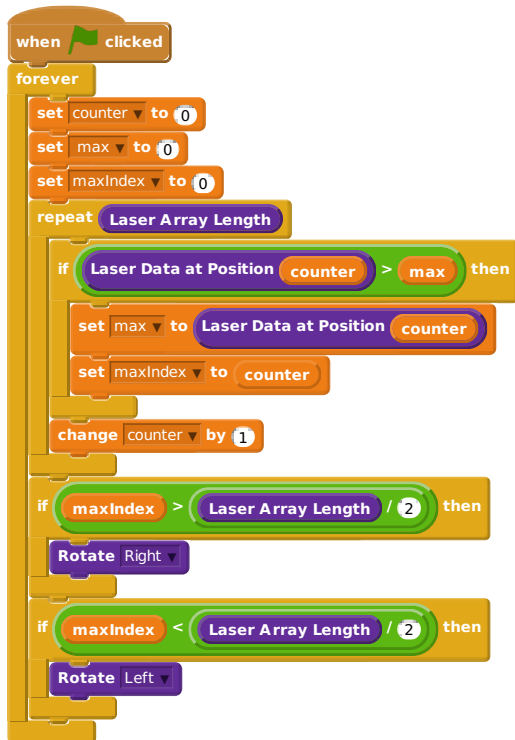 when clicked
forever
set counter ▼ to 0
set max ▼ to 0
set maxIndex ▼ to 0
repeat Laser Array Length
if Laser Data at Position counter > max then
set max ▼ to Laser Data at Position counter
set maxIndex ▼ to counter
change counter ▼ by 1
if maxIndex > Laser Array Length / 2 then
Rotate Right ▼
if maxIndex < Laser Array Length / 2 then
Rotate Left ▼